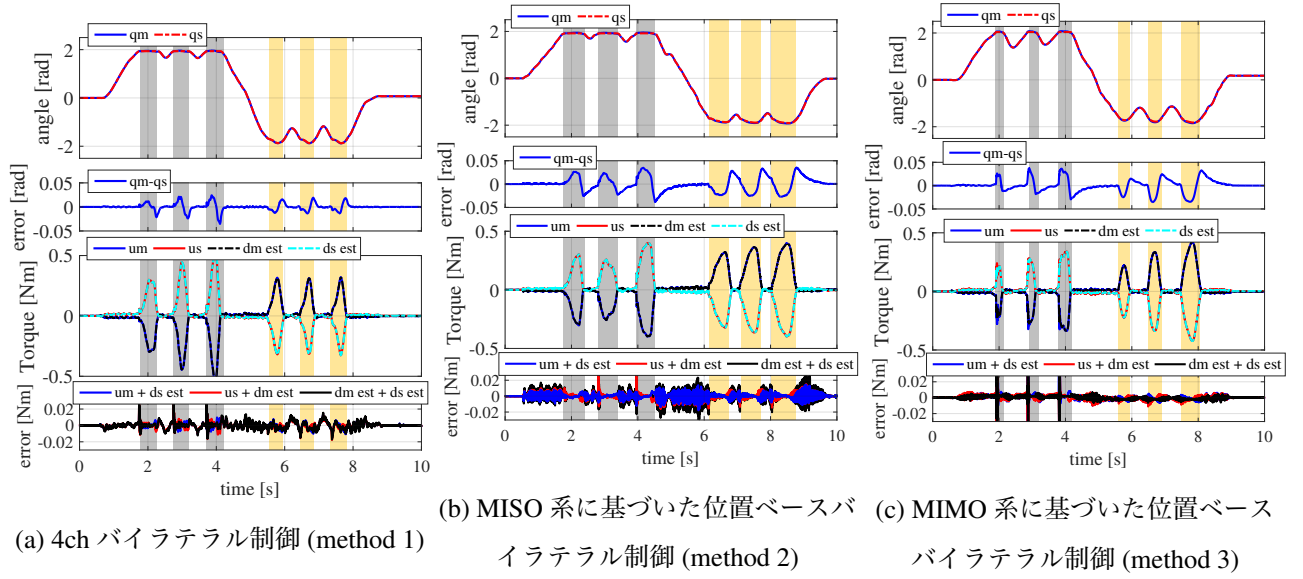 qm qs
angle [rad]
2
0
-2
qm-qs
error [rad]
0.05
0
-0.05
um us dm est ds est
Torque [Nm]
0.5
0
-0.5
um + ds est us + dm est dm est + ds est
error [Nm]
0.02
0
-0.02
0 2 4 6 8 10
time [s]
(a) 4ch バイラテラル制御 (method 1)
qm qs
angle [rad]
2
0
-2
qm-qs
error [rad]
0.05
0
-0.05
um us dm est ds est
Torque [Nm]
0.5
0
-0.5
um + ds est us + dm est dm est + ds est
error [Nm]
0.02
0
-0.02
0 2 4 6 8 10
time [s]
(b) MISO 系に基づいた位置ベースバ
イラテラル制御 (method 2)
qm qs
angle [rad]
2
0
-2
qm-qs
error [rad]
0.05
0
-0.05
um us dm est ds est
Torque [Nm]
0.5
0
-0.5
um + ds est us + dm est dm est + ds est
error [Nm]
0.02
0
-0.02
0 2 4 6 8 10
time [s]
(c) MIMO 系に基づいた位置ベース
バイラテラル制御 (method 3)